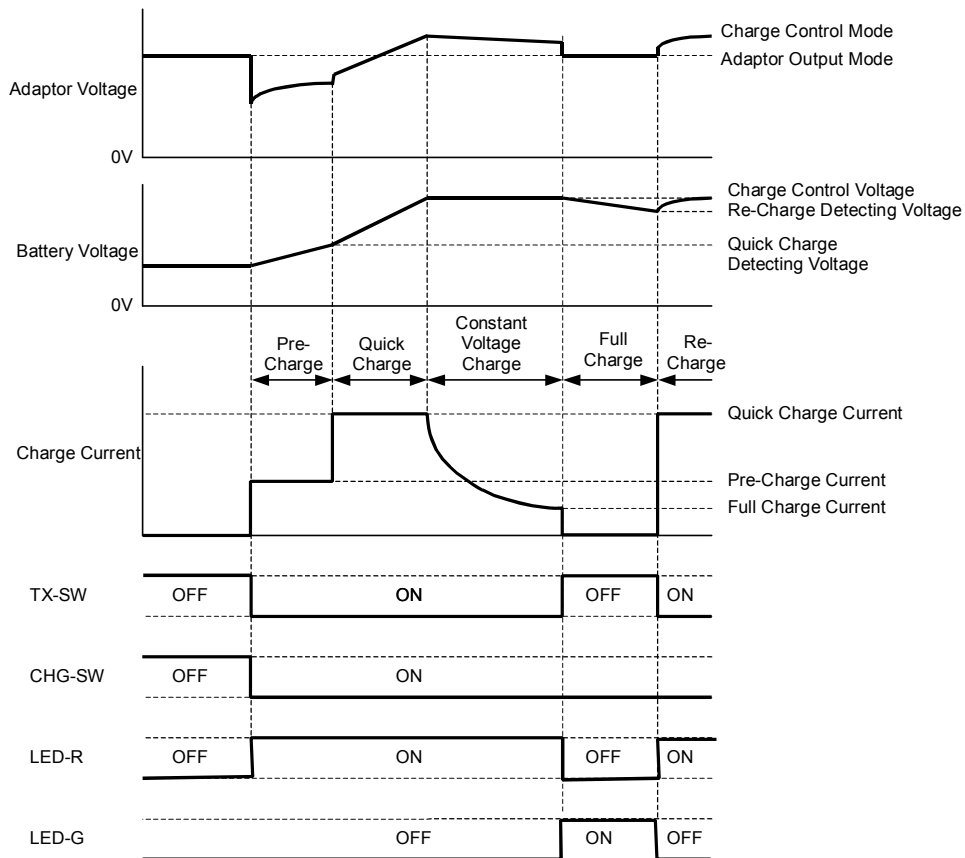 Charge Control Mode
Adaptor Output Mode
Adaptor Voltage
0V
Charge Control Voltage
Re-Charge Detecting Voltage
Battery Voltage
Quick Charge
Detecting Voltage
0V
Pre-
Charge
Quick
Charge
Constant
Voltage
Charge
Full
Charge
Re-
Charge
Quick Charge Current
Charge Current
Pre-Charge Current
Full Charge Current
TX-SW OFF ON OFF ON
CHG-SW OFF ON
LED-R OFF ON OFF ON
LED-G OFF ON OFF